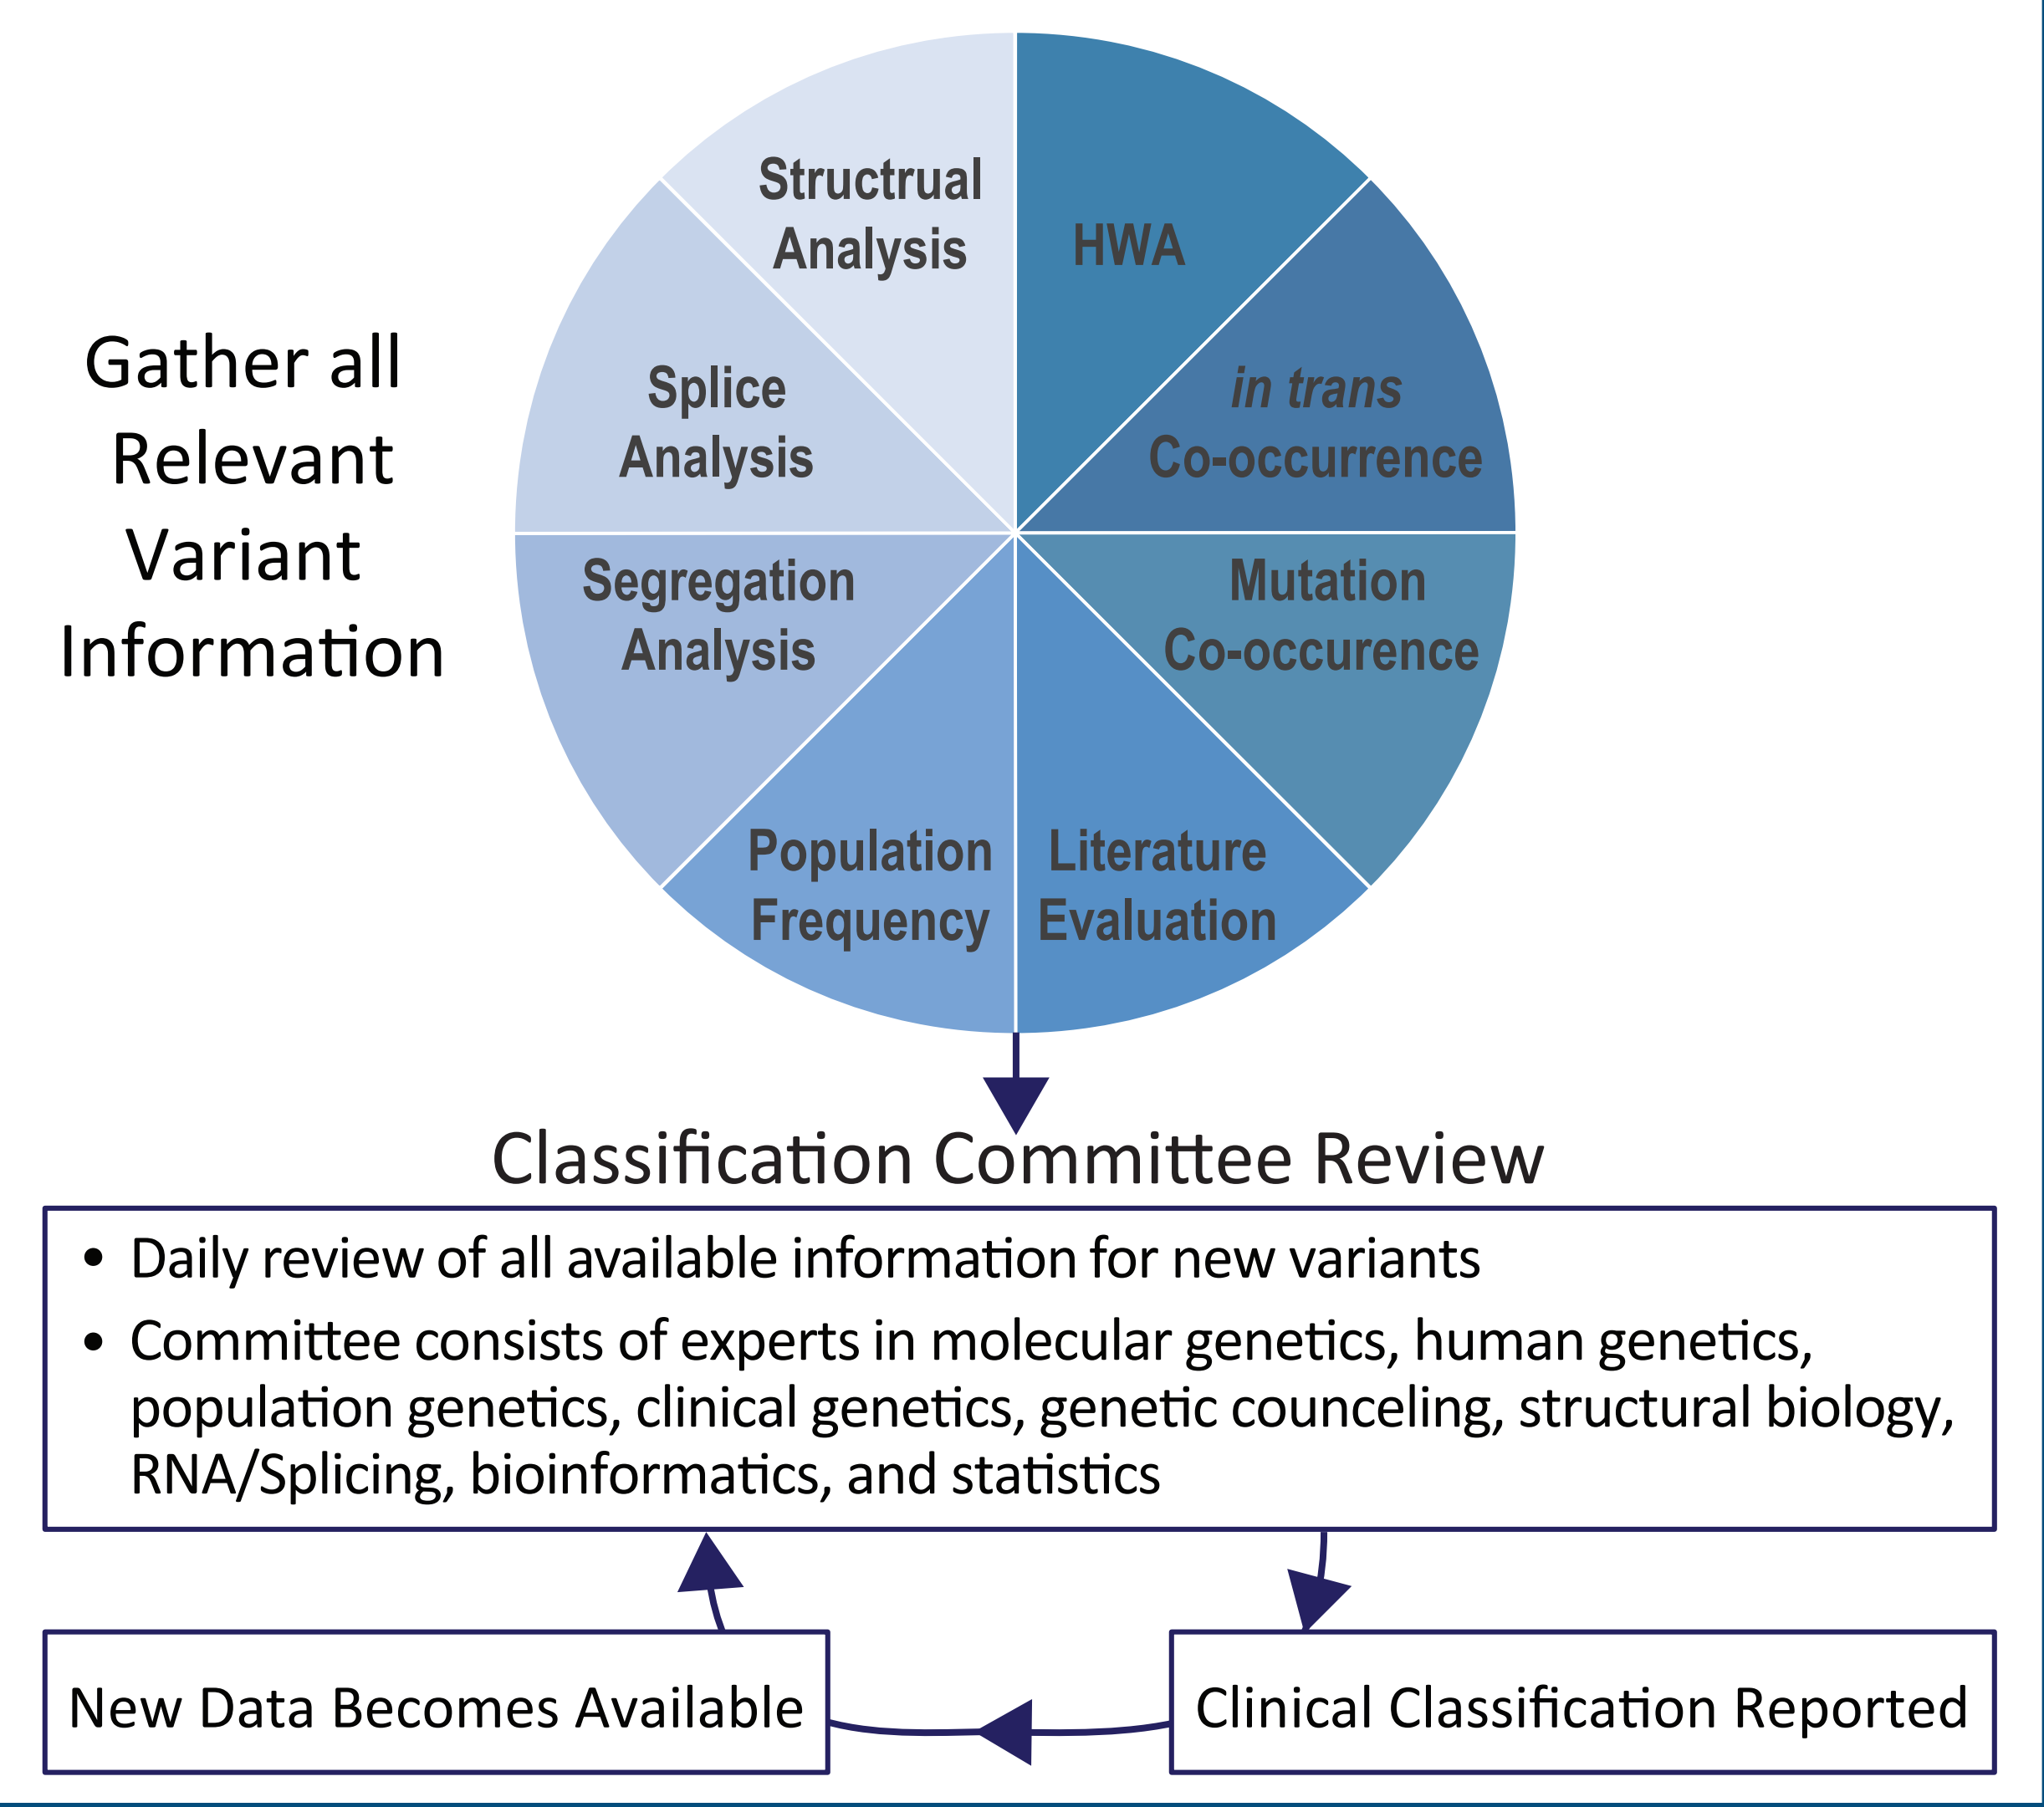 Gather all
Relevant
Variant
Information
Structrual
Analysis
HWA
Splice
Analysis
in trans
Co-occurrence
Segregation
Analysis
Mutation
Co-occurrence
Population
Frequency
Literature
Evaluation
Classification Committee Review
• Daily review of all available information for new variants
• Committee consists of experts in molecular genetics, human genetics,
population genetics, clinical genetics, genetic counceling, structural biology,
RNA/Splicing, bioinformatics, and statistics
New Data Becomes Available
Clinical Classification Reported